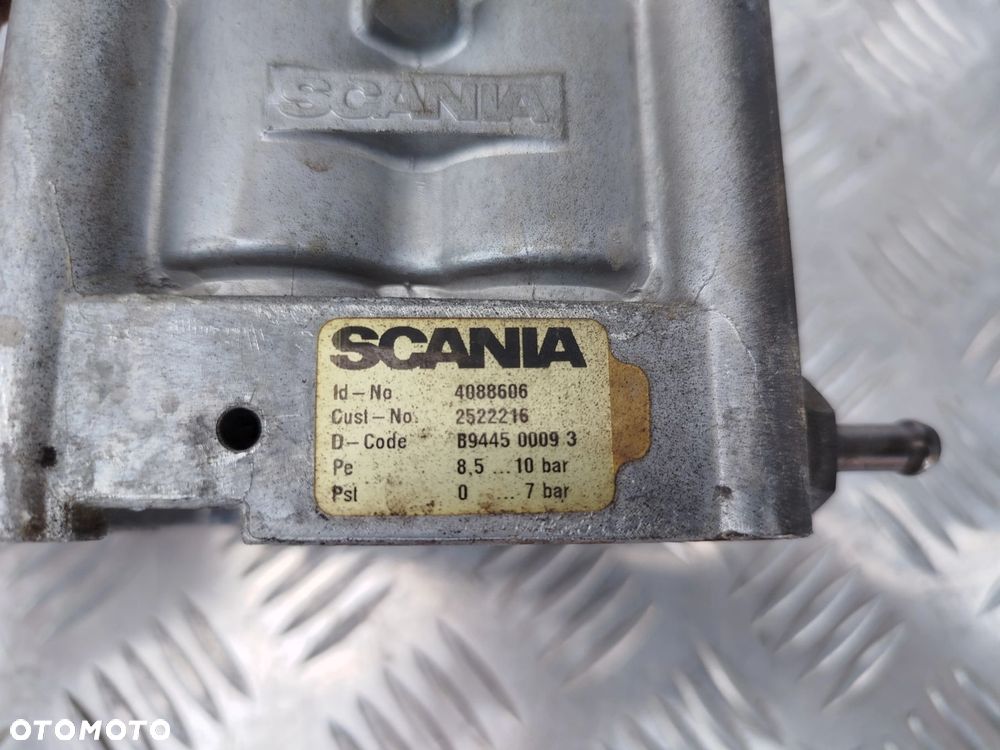 SCANIA
SCANIA
Id-No. 4088606
Cust-No. 2522216
D-Code B9445 0009 3
Pe 8,5 ... 10 bar
Pst 0 ... 7 bar
OTOMOTO